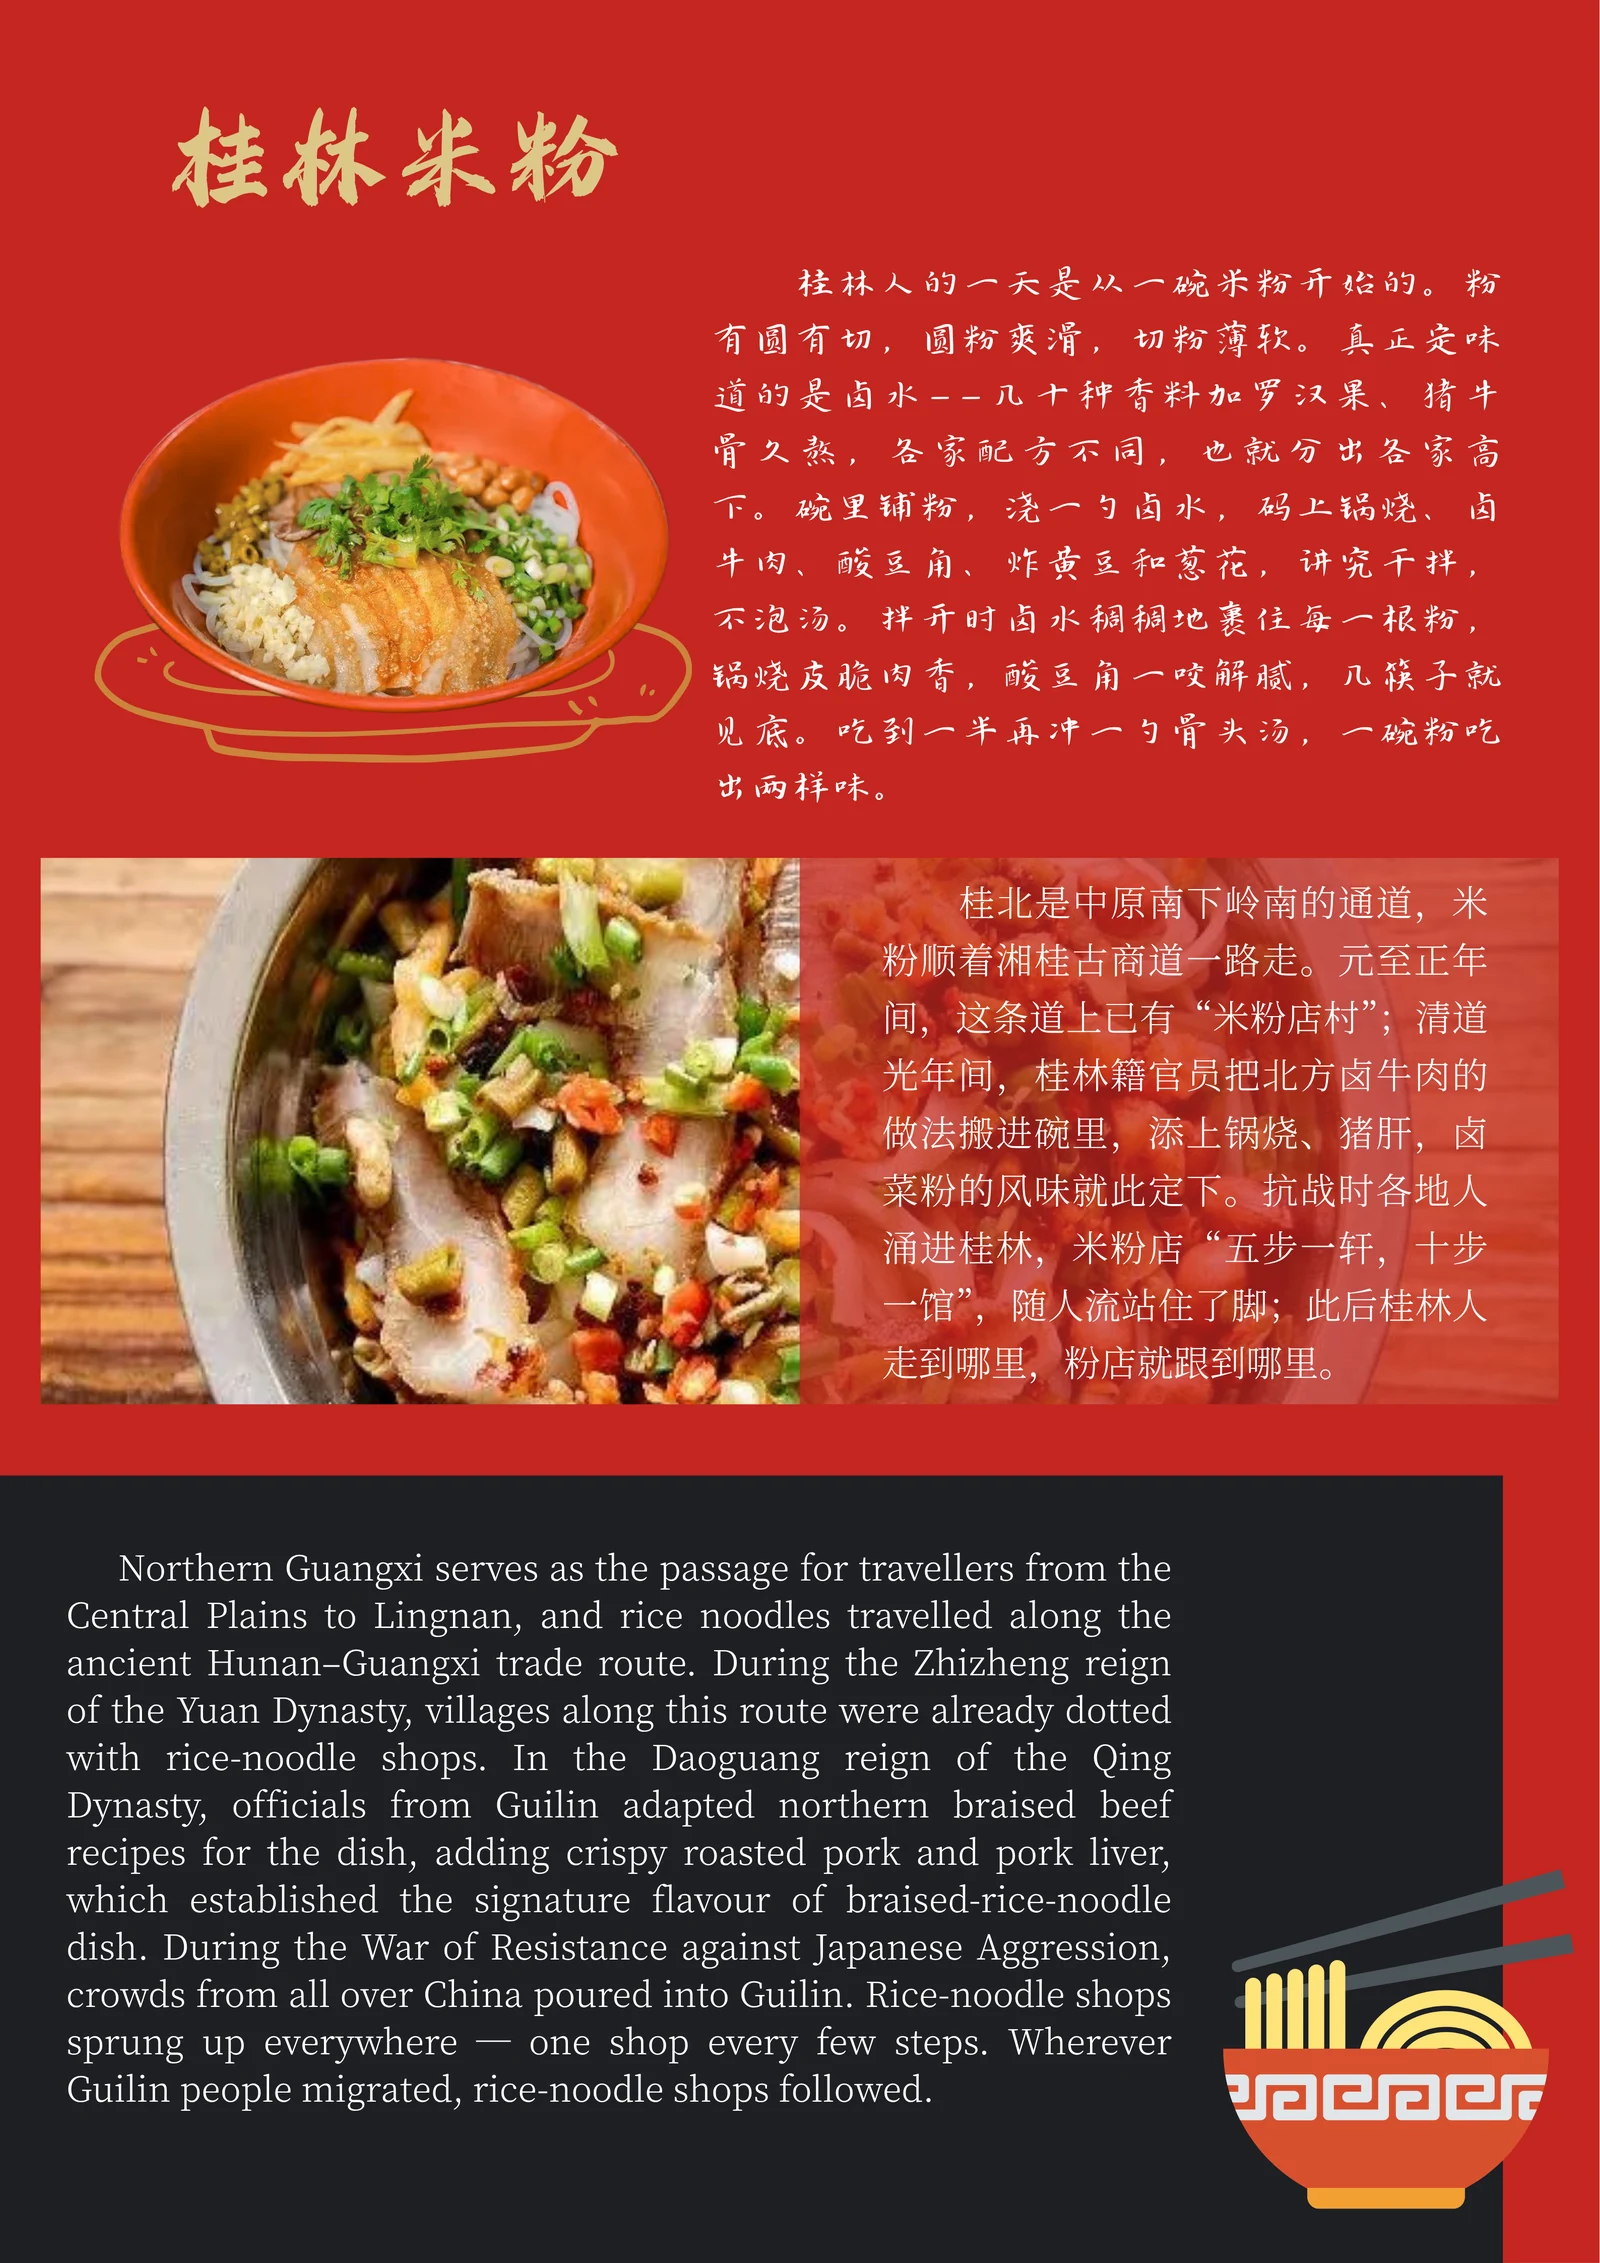 桂林米粉
桂林人的一天是从一碗米粉开始的。粉
有圆有切，圆粉爽滑，切粉薄软。真正定味
道的是卤水--几十种香料加罗汉果、猪牛
骨久熬，各家配方不同，也就分出各家高
下。碗里铺粉，浇一勺卤水，码上锅烧、卤
牛肉、酸豆角、炸黄豆和葱花，讲究干拌，
不泡汤。拌开时卤水稠稠地裹住每一根粉，
锅烧皮脆肉香，酸豆角一咬解腻，几筷子就
见底。吃到一半再冲一勺骨头汤，一碗粉吃
出两样味。
桂北是中原南下岭南的通道，米
粉顺着湘桂古商道一路走。元至正年
间，这条道上已有“米粉店村”；清道
光年间，桂林籍官员把北方卤牛肉的
做法搬进碗里，添上锅烧、猪肝，卤
菜粉的风味就此定下。抗战时各地人
涌进桂林，米粉店“五步一轩，十步
一馆”，随人流站住了脚；此后桂林人
走到哪里，粉店就跟到哪里。
Northern Guangxi serves as the passage for travellers from the
Central Plains to Lingnan, and rice noodles travelled along the
ancient Hunan–Guangxi trade route. During the Zhizheng reign
of the Yuan Dynasty, villages along this route were already dotted
with rice-noodle shops. In the Daoguang reign of the Qing
Dynasty, officials from Guilin adapted northern braised beef
recipes for the dish, adding crispy roasted pork and pork liver,
which established the signature flavour of braised-rice-noodle
dish. During the War of Resistance against Japanese Aggression,
crowds from all over China poured into Guilin. Rice-noodle shops
sprung up everywhere — one shop every few steps. Wherever
Guilin people migrated, rice-noodle shops followed.